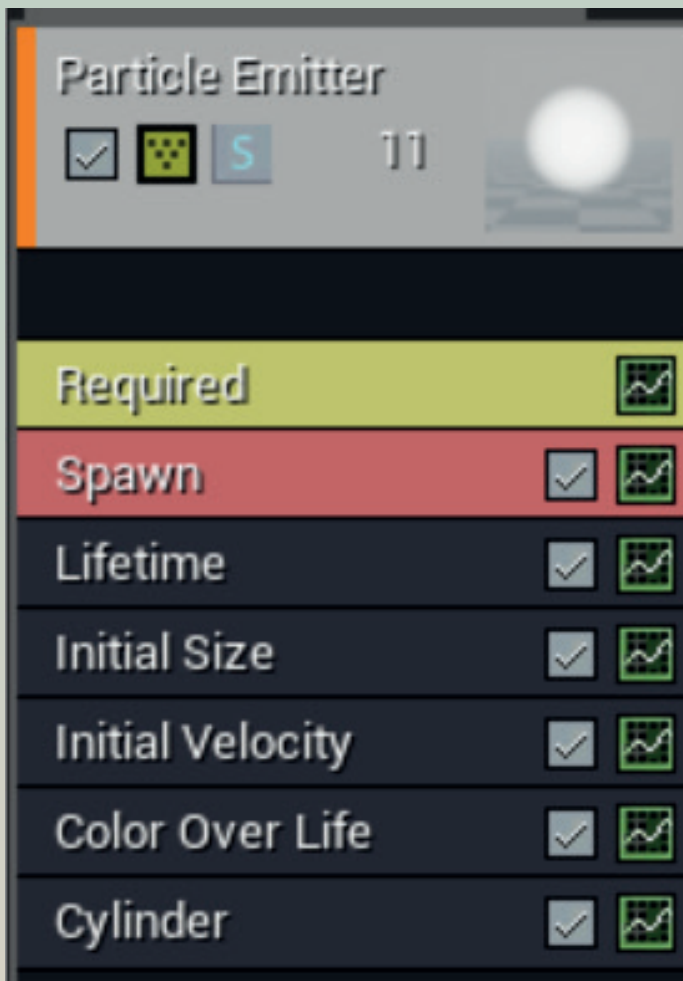 Particle Emitter
S 11
Required
Spawn
Lifetime
Initial Size
Initial Velocity
Color Over Life
Cylinder